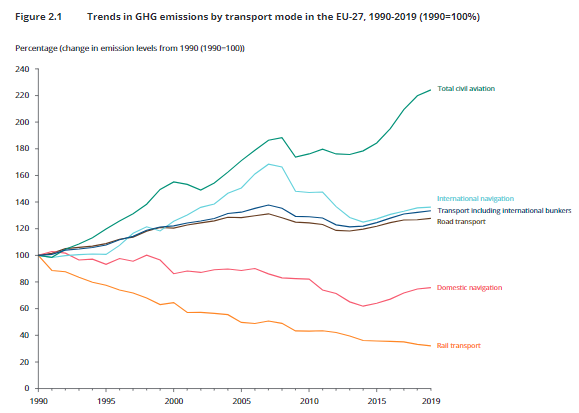 Figure 2.1 Trends in GHG emissions by transport mode in the EU-27, 1990-2019 (1990=100%)
Percentage (change in emission levels from 1990 (1990=100))
240
220
200
180
160
140
120
100
80
60
40
20
0
Total civil aviation
International navigation
Transport including international bunkers
Road transport
Domestic navigation
Rail transport
1990 1995 2000 2005 2010 2015 2019